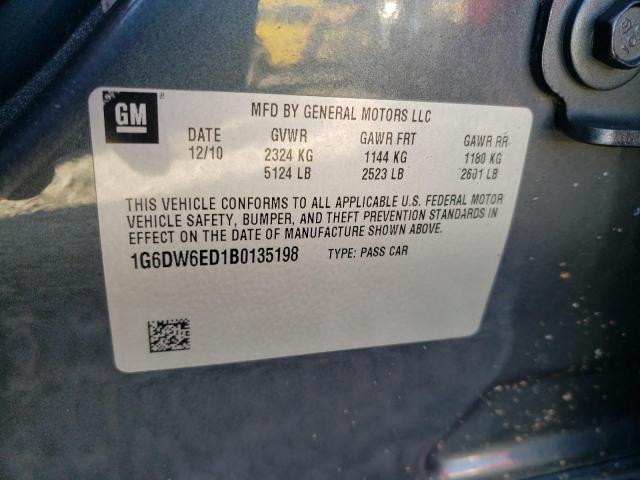 GM
MFD BY GENERAL MOTORS LLC
DATE GVWR GAWR FRT GAWR RR
12/10 2324 KG 1144 KG 1180 KG
5124 LB 2523 LB 2601 LB
THIS VEHICLE CONFORMS TO ALL APPLICABLE U.S. FEDERAL MOTOR
VEHICLE SAFETY, BUMPER, AND THEFT PREVENTION STANDARDS IN
EFFECT ON THE DATE OF MANUFACTURE SHOWN ABOVE.
1G6DW6ED1B0135198 TYPE: PASS CAR